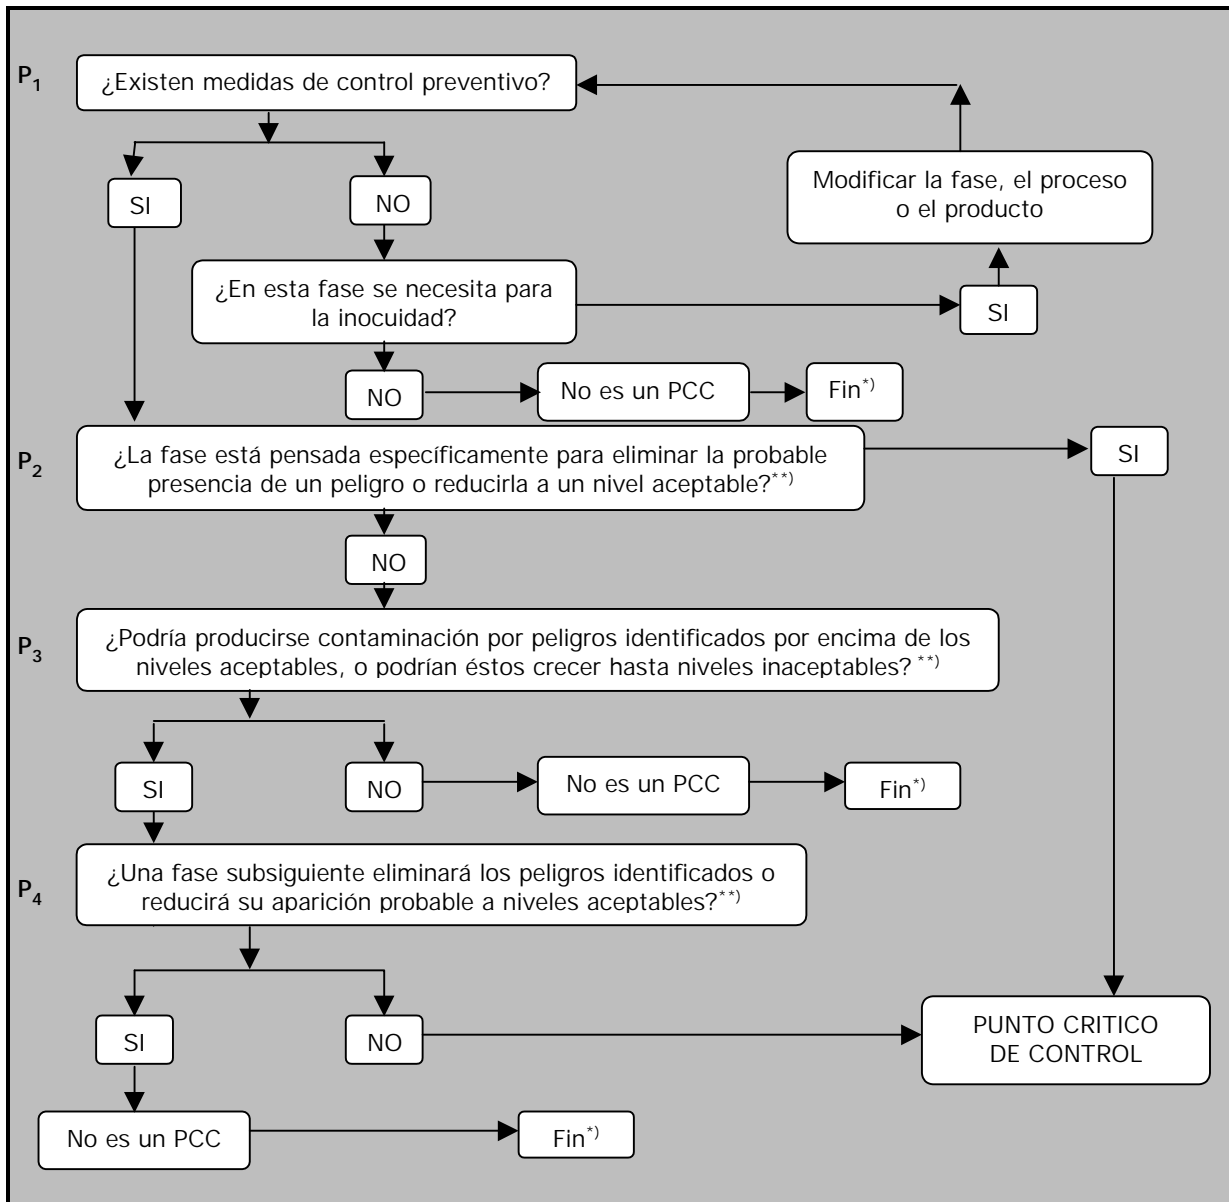 P1
¿Existen medidas de control preventivo?
SI
NO
Modificar la fase, el proceso
o el producto
¿En esta fase se necesita para
la inocuidad?
SI
NO
No es un PCC
Fin*)
P2
¿La fase está pensada específicamente para eliminar la probable
presencia de un peligro o reducirla a un nivel aceptable?**)
SI
NO
P3
¿Podría producirse contaminación por peligros identificados por encima de los
niveles aceptables, o podrían éstos crecer hasta niveles inaceptables? **)
SI
NO
No es un PCC
Fin*)
P4
¿Una fase subsiguiente eliminará los peligros identificados o
reducirá su aparición probable a niveles aceptables?**)
SI
NO
PUNTO CRITICO
DE CONTROL
No es un PCC
Fin*)